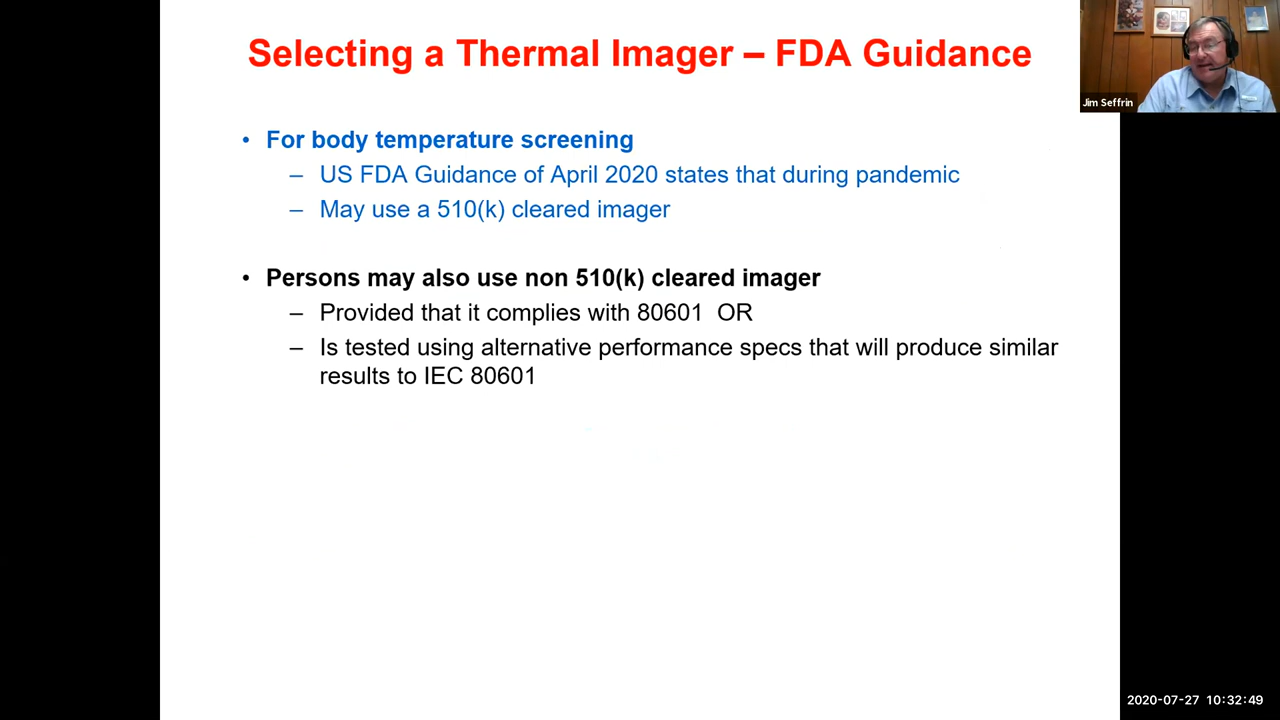 Selecting a Thermal Imager – FDA Guidance
Jim Seffrin
• For body temperature screening
– US FDA Guidance of April 2020 states that during pandemic
– May use a 510(k) cleared imager
• Persons may also use non 510(k) cleared imager
– Provided that it complies with 80601 OR
– Is tested using alternative performance specs that will produce similar
results to IEC 80601
2020-07-27 10:32:49